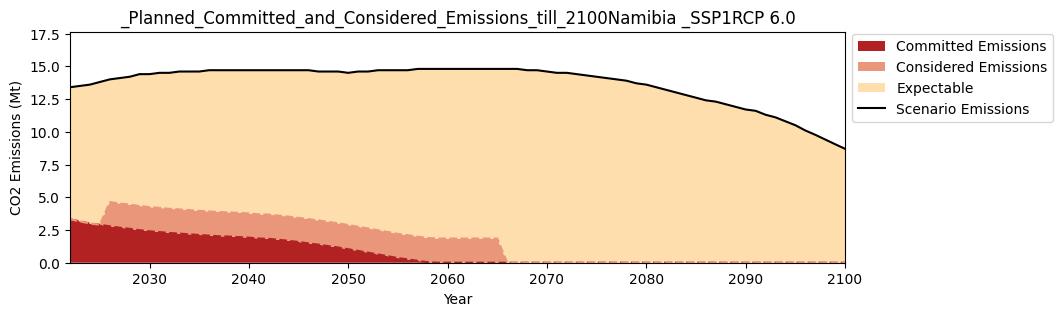 _Planned_Committed_and_Considered_Emissions_till_2100Namibia _SSP1RCP 6.0
17.5
15.0
12.5
10.0
7.5
5.0
2.5
0.0
CO2 Emissions (Mt)
2030 2040 2050 2060 2070 2080 2090 2100
Year
Committed Emissions
Considered Emissions
Expectable
Scenario Emissions